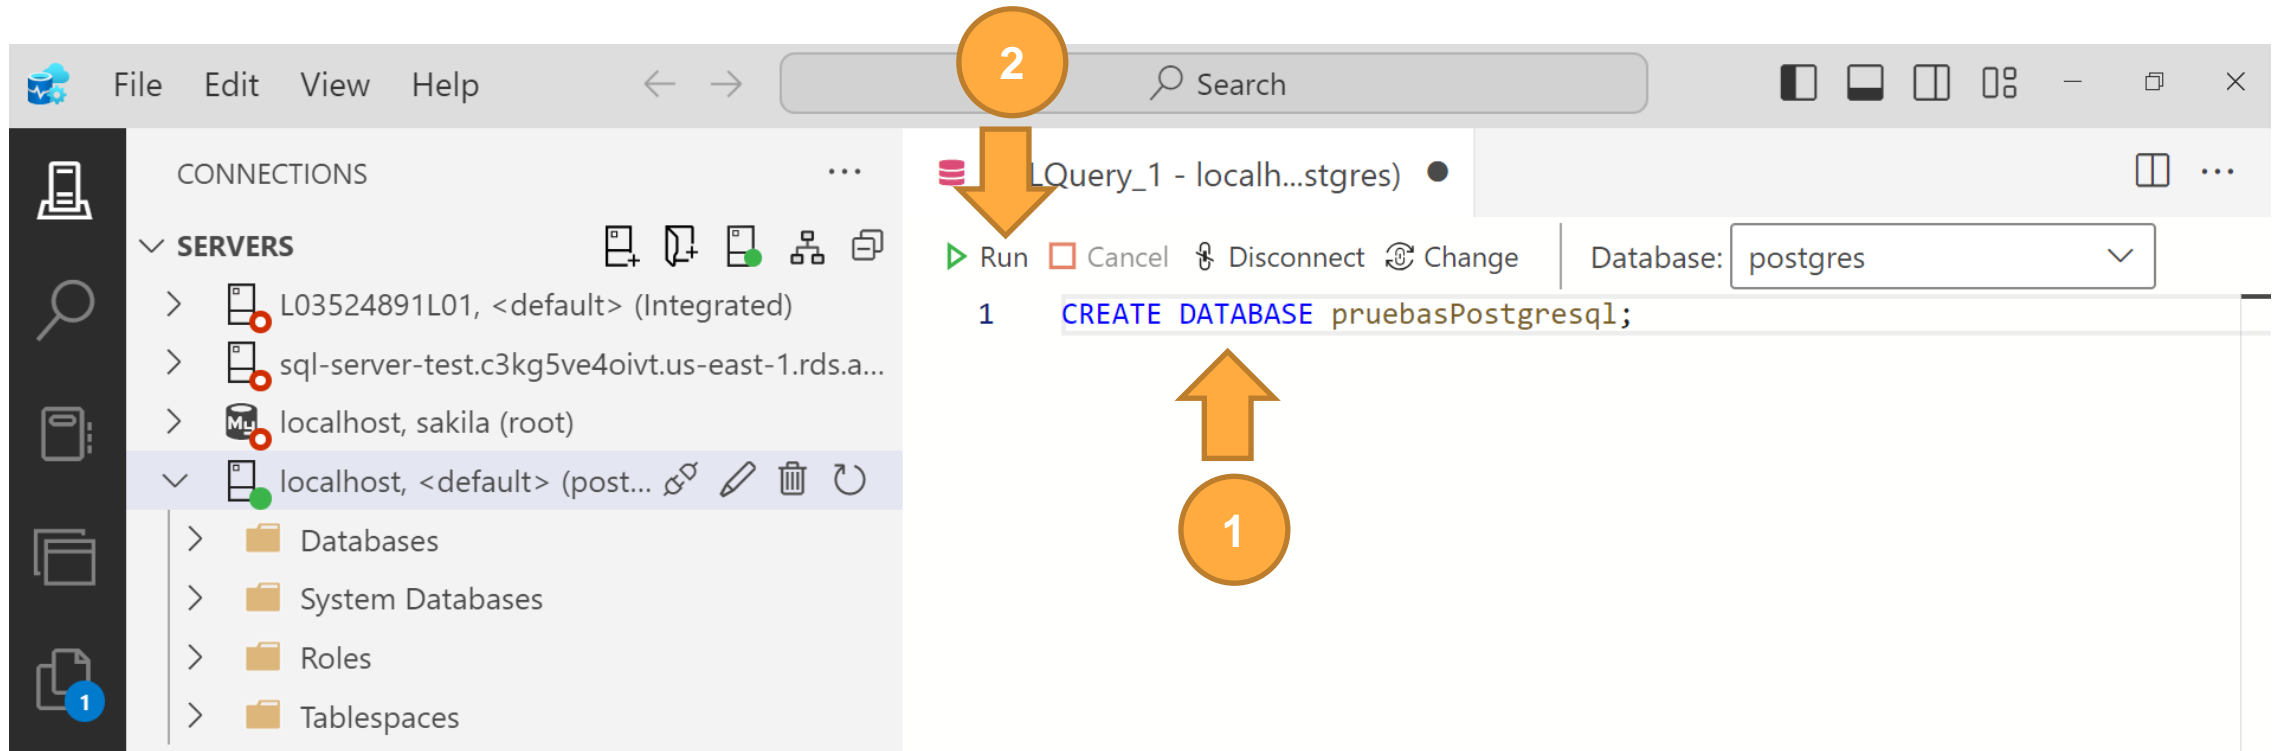 2
File Edit View Help Search
CONNECTIONS ...
LQuery_1 - localh...stgres)
SERVERS
Run Cancel Disconnect Change Database: postgres
L03524891L01, <default> (Integrated)
1 CREATE DATABASE pruebasPostgresql;
sql-server-test.c3kg5ve4oivt.us-east-1.rds.a...
localhost, sakila (root)
localhost, <default> (post...
1
Databases
System Databases
Roles
Tablespaces
1